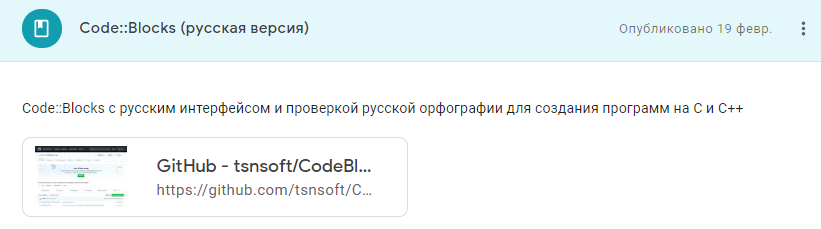 Code::Blocks (русская версия)
Опубликовано 19 февр.
Code::Blocks с русским интерфейсом и проверкой русской орфографии для создания программ на С и С++
GitHub - tsnsoft/CodeBl...
https://github.com/tsnsoft/C...